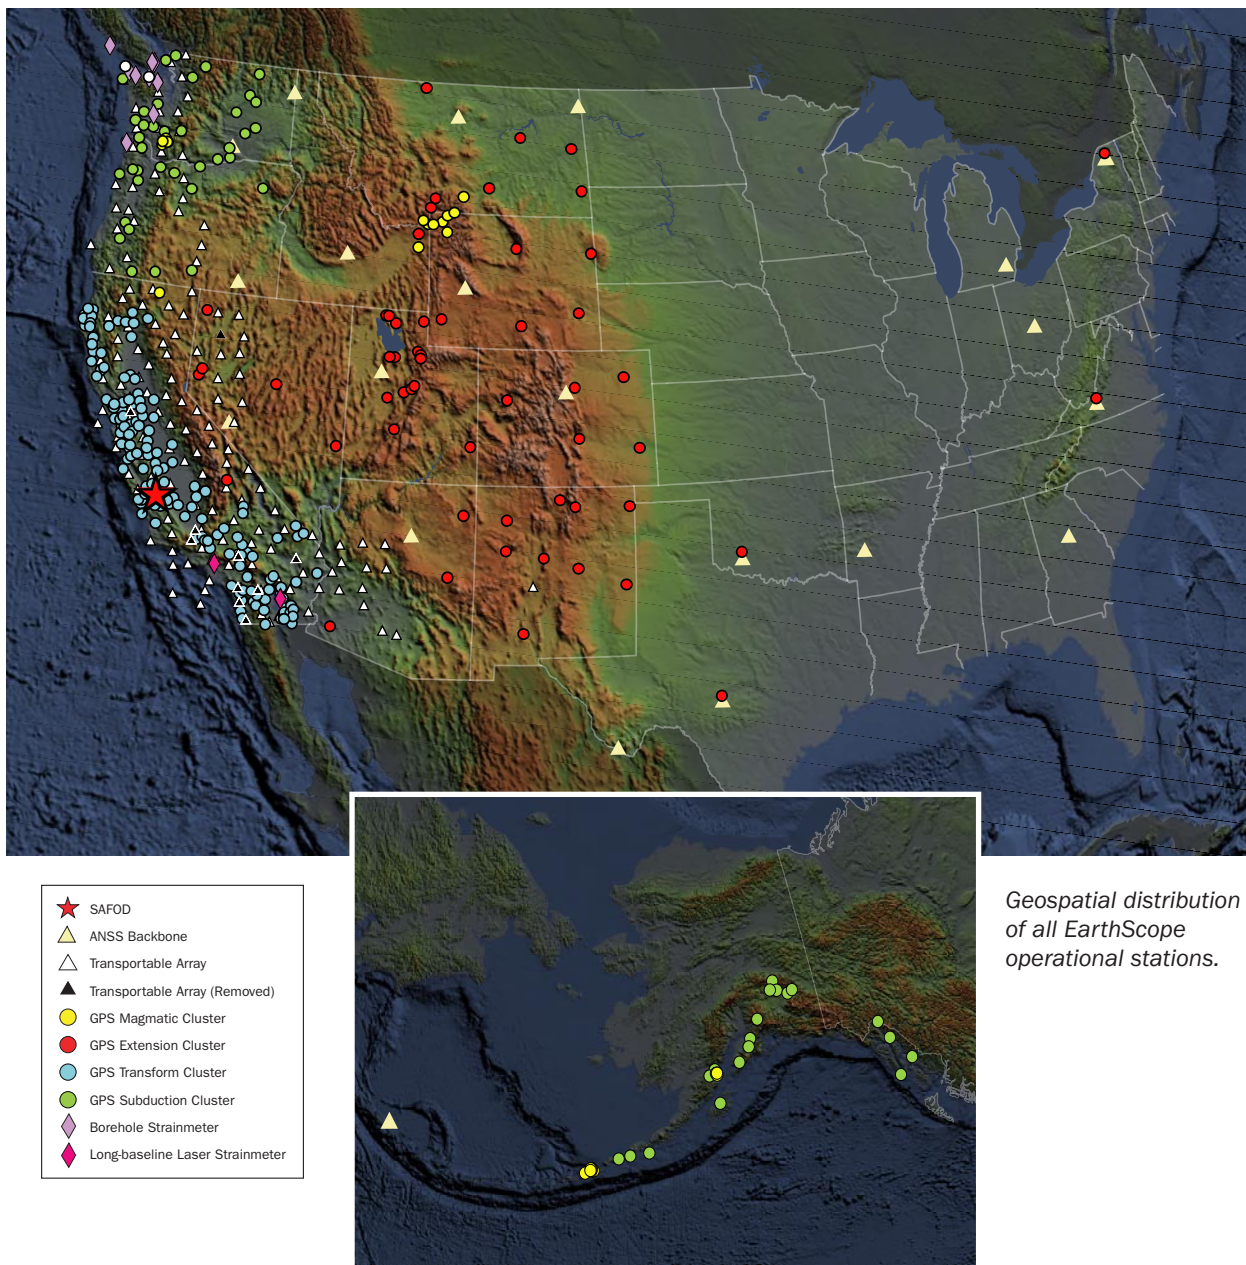 SAFOD
ANSS Backbone
Transportable Array
Transportable Array (Removed)
GPS Magmatic Cluster
GPS Extension Cluster
GPS Transform Cluster
GPS Subduction Cluster
Borehole Strainmeter
Long-baseline Laser Strainmeter
Geospatial distribution
of all EarthScope
operational stations.